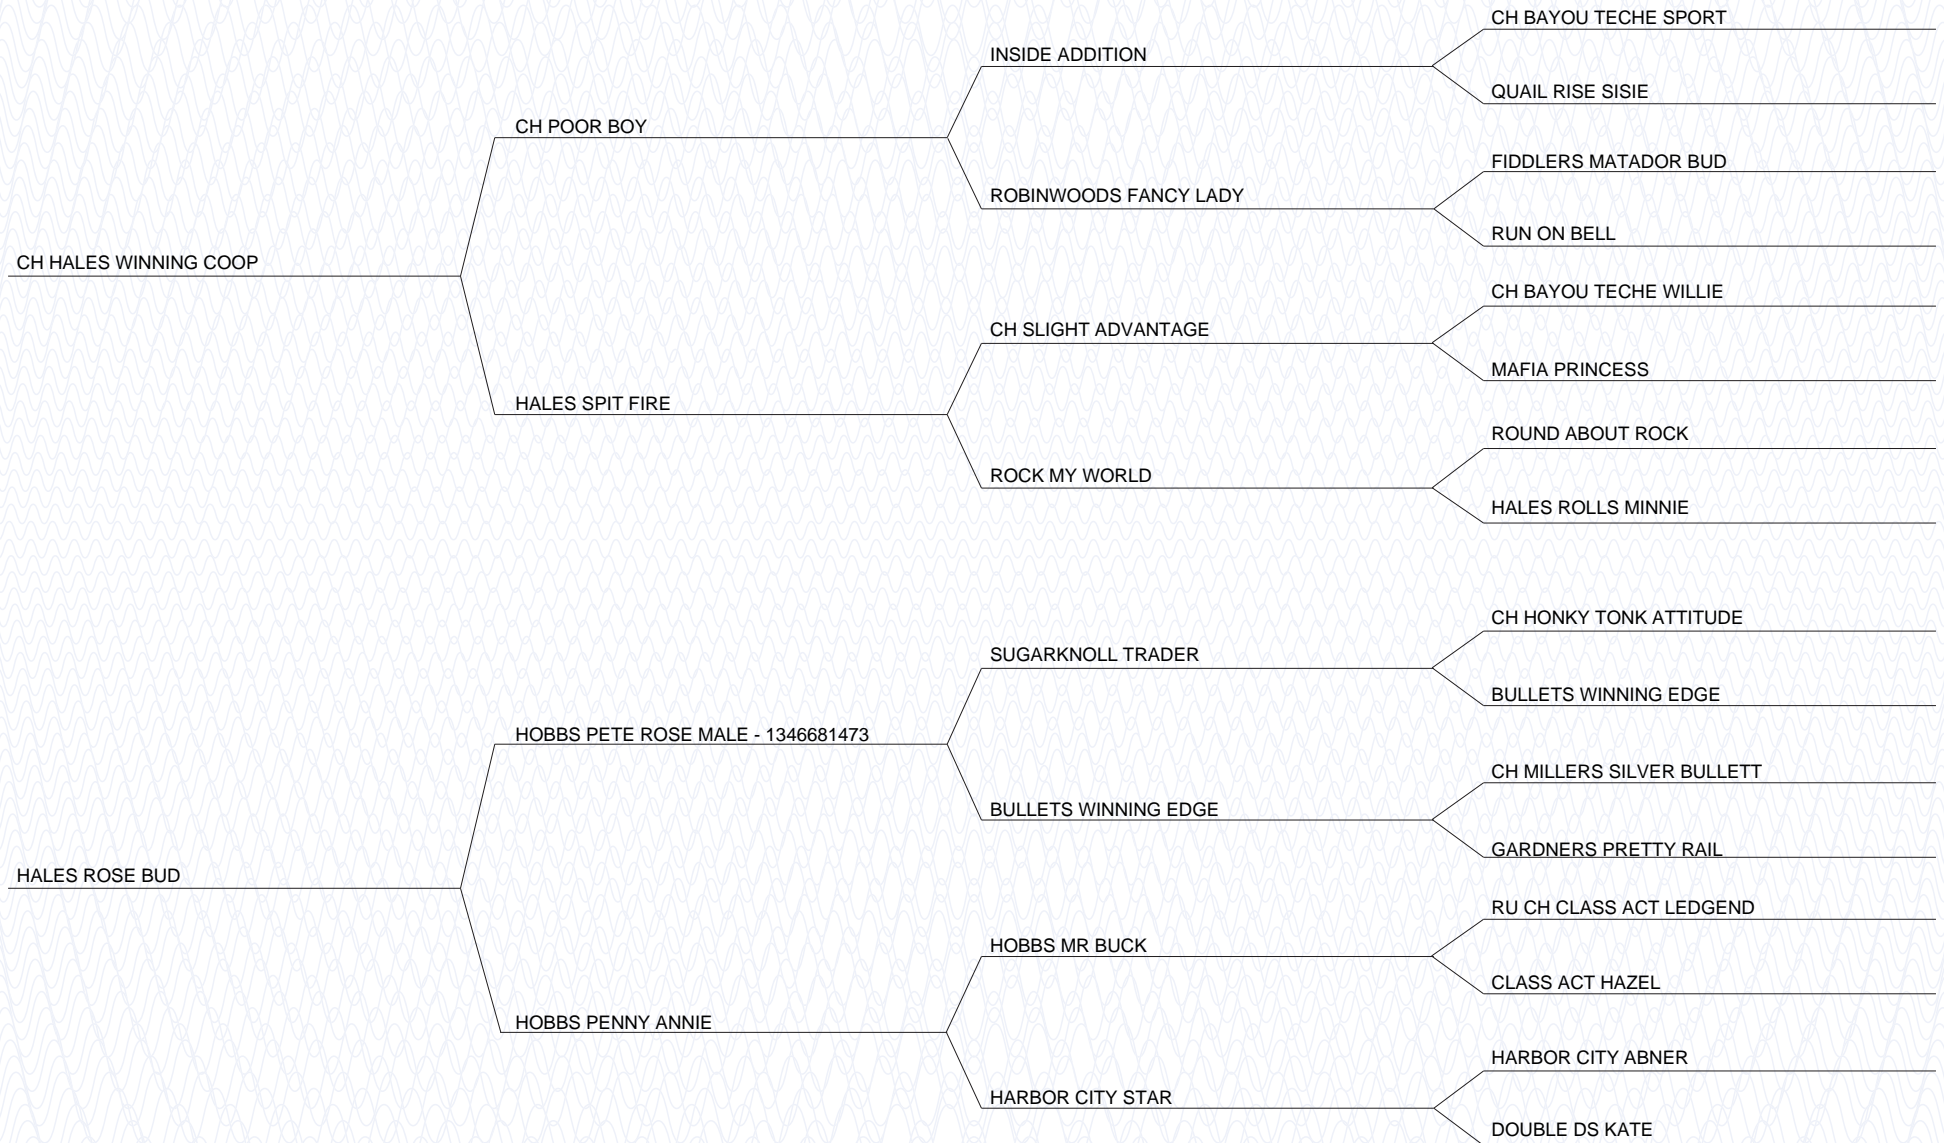 CH BAYOU TECHE SPORT
INSIDE ADDITION
QUAIL RISE SISIE
CH POOR BOY
FIDDLERS MATADOR BUD
ROBINWOODS FANCY LADY
RUN ON BELL
CH HALES WINNING COOP
CH BAYOU TECHE WILLIE
CH SLIGHT ADVANTAGE
MAFIA PRINCESS
HALES SPIT FIRE
ROUND ABOUT ROCK
ROCK MY WORLD
HALES ROLLS MINNIE
CH HONKY TONK ATTITUDE
SUGARKNOLL TRADER
BULLETS WINNING EDGE
HOBBS PETE ROSE MALE - 1346681473
CH MILLERS SILVER BULLETT
BULLETS WINNING EDGE
GARDNERS PRETTY RAIL
HALES ROSE BUD
RU CH CLASS ACT LEDGEND
HOBBS MR BUCK
CLASS ACT HAZEL
HOBBS PENNY ANNIE
HARBOR CITY ABNER
HARBOR CITY STAR
DOUBLE DS KATE